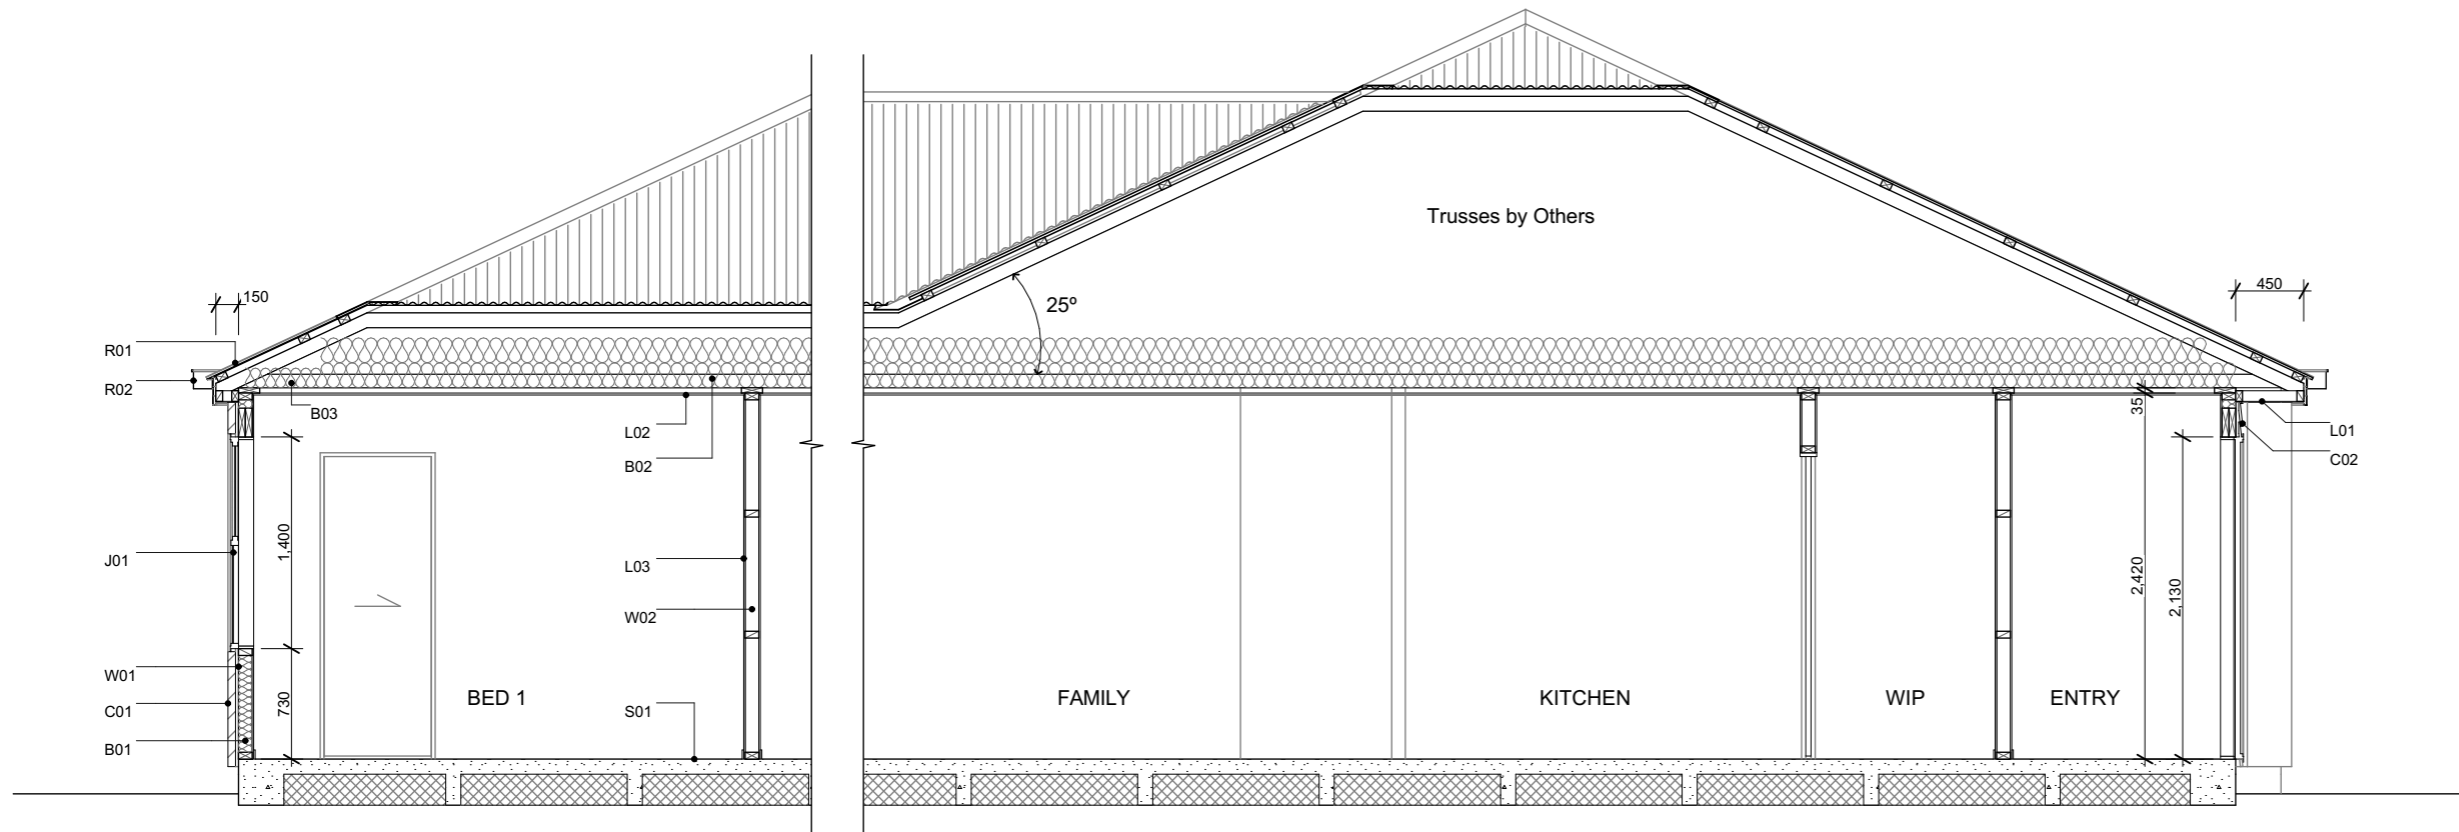 Trusses by Others
150
450
25º
R01
R02
B03
L02
B02
35
L01
C02
1,400
J01
L03
W02
2,420
2,130
W01
C01
B01
730
BED 1
S01
FAMILY
KITCHEN
WIP
ENTRY